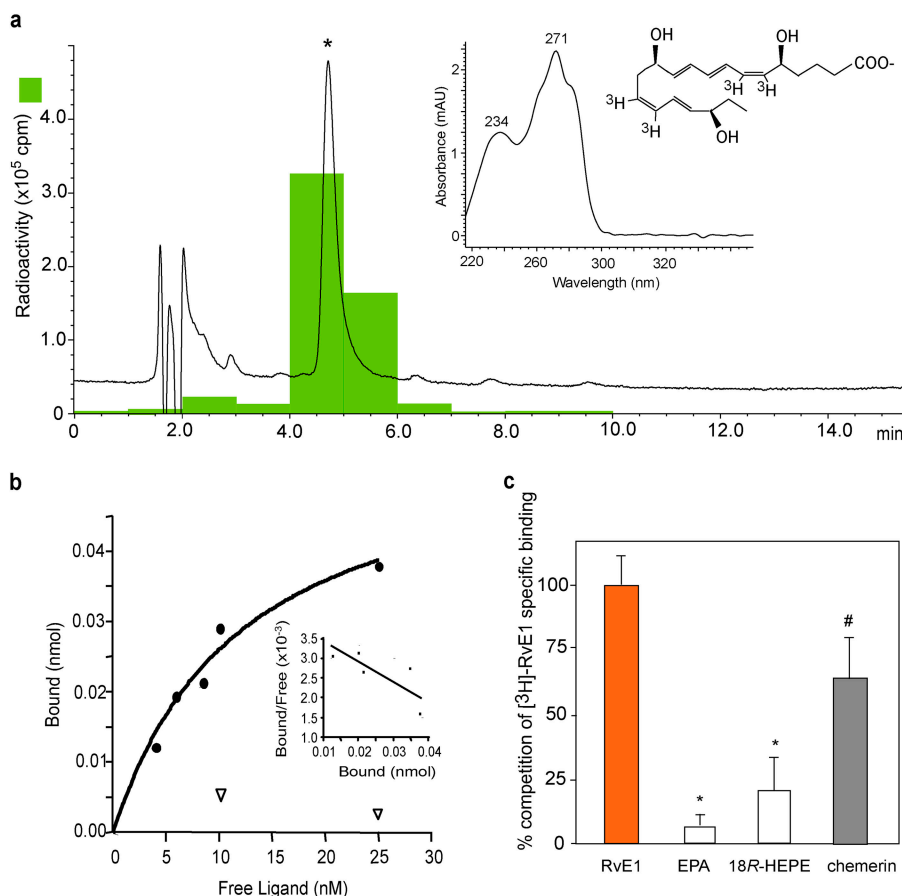 a
*
Radioactivity (x10⁵ cpm)
4.0
3.0
2.0
1.0
0
0 2.0 4.0 6.0 8.0 10.0 12.0 14.0 min
Absorbance (mAU)
2
1
0
234
271
220 260 300 320
Wavelength (nm)
OH OH
COO-
³H ³H
³H
³H
OH
b
Bound (nmol)
0.04
0.03
0.02
0.01
0.00
0 5 10 15 20 25 30
Free Ligand (nM)
Bound/Free (x10⁻³)
3.5
3.0
2.5
2.0
1.5
1.0
0.01 0.02 0.03 0.04
Bound (nmol)
c
% competition of [³H]-RvE1 specific binding
100
75
50
25
0
* * #
RvE1 EPA 18R-HEPE chemerin